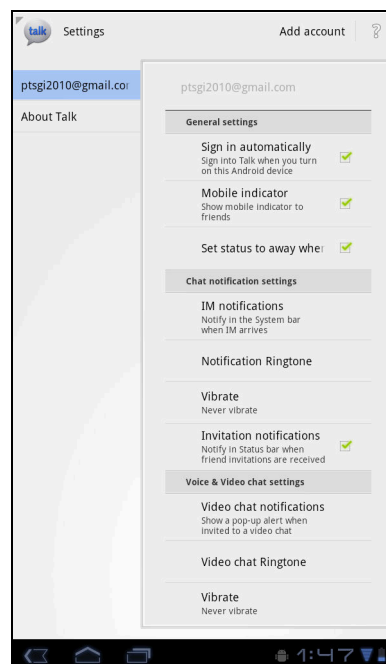 talk Settings Add account
ptsgi2010@gmail.cor
About Talk
ptsgi2010@gmail.com
General settings
Sign in automatically
Sign into Talk when you turn
on this Android device
Mobile indicator
Show mobile indicator to
friends
Set status to away whe
Chat notification settings
IM notifications
Notify in the System bar
when IM arrives
Notification Ringtone
Vibrate
Never vibrate
Invitation notifications
Notify in Status bar when
friend invitations are received
Voice & Video chat settings
Video chat notifications
Show a pop-up alert when
invited to a video chat
Video chat Ringtone
Vibrate
Never vibrate
1:47